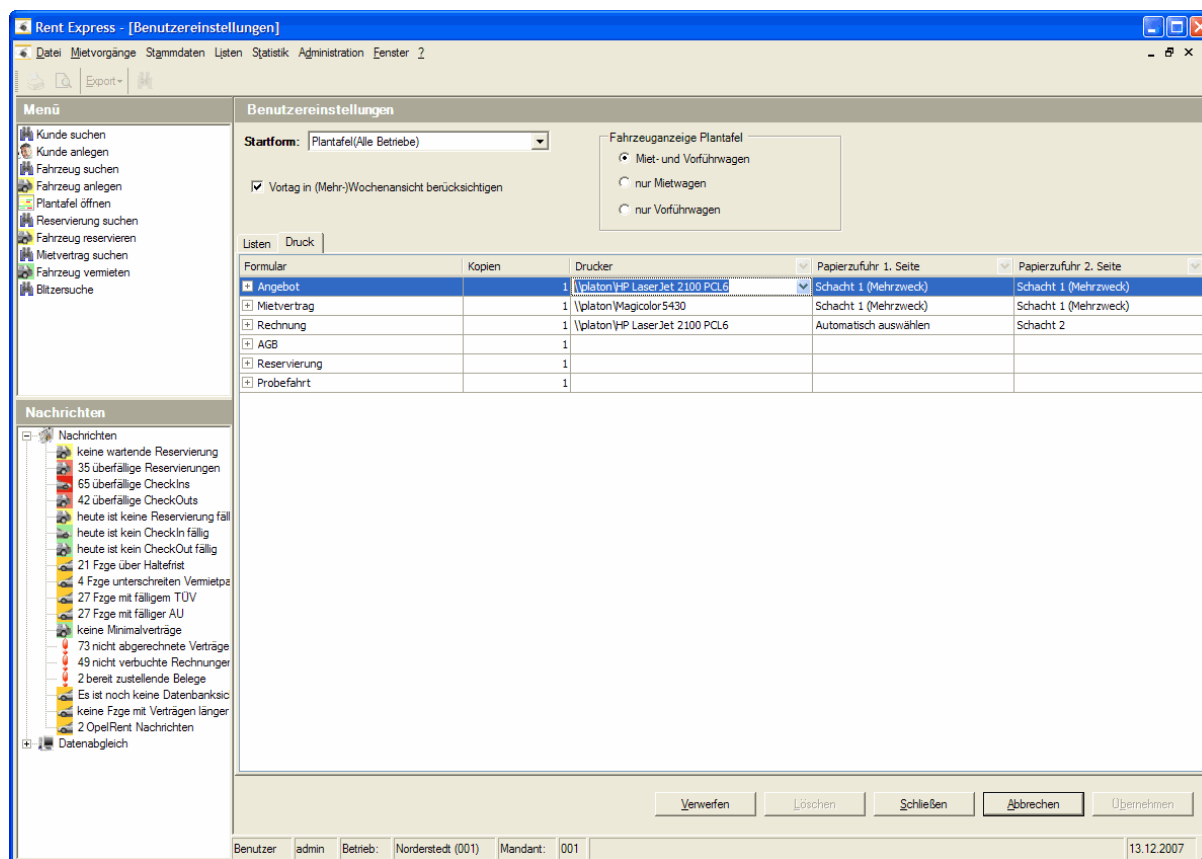 Rent Express - [Benutzereinstellungen]
Datei Mietvorgänge Stammdaten Listen Statistik Administration Fenster ?
Export
Menü
Kunde suchen
Kunde anlegen
Fahrzeug suchen
Fahrzeug anlegen
Plantafel öffnen
Reservierung suchen
Fahrzeug reservieren
Mietvertrag suchen
Fahrzeug vermieten
Blitzersuche
Nachrichten
Nachrichten
keine wartende Reservierung
35 überfällige Reservierungen
65 überfällige CheckIns
42 überfällige CheckOuts
heute ist keine Reservierung fäll
heute ist kein CheckIn fällig
heute ist kein CheckOut fällig
21 Fzge über Haltefrist
4 Fzge unterschreiten Vermietpa
27 Fzge mit fälligem TÜV
27 Fzge mit fälliger AU
keine Minimalverträge
73 nicht abgerechnete Verträge
49 nicht verbuchte Rechnunger
2 bereit zustellende Belege
Es ist noch keine Datenbanksic
keine Fzge mit Verträgen länger
2 OpelRent Nachrichten
Datenabgleich
Benutzereinstellungen
Startform: Plantafel(Alle Betriebe)
Vortag in (Mehr-)Wochenansicht berücksichtigen
Fahrzeuganzeige Plantafel
Miet- und Vorführwagen
nur Mietwagen
nur Vorführwagen
Listen Druck
Formular Kopien Drucker Papierzufuhr 1. Seite Papierzufuhr 2. Seite
Angebot 1 \\platon\HP LaserJet 2100 PCL6 Schacht 1 (Mehrzweck) Schacht 1 (Mehrzweck)
Mietvertrag 1 \\platon\Magicolor5430 Schacht 1 (Mehrzweck) Schacht 1 (Mehrzweck)
Rechnung 1 \\platon\HP LaserJet 2100 PCL6 Automatisch auswählen Schacht 2
AGB 1
Reservierung 1
Probefahrt 1
Verwerfen Löschen Schließen Abbrechen Übernehmen
Benutzer admin Betrieb: Norderstedt (001) Mandant: 001 13.12.2007